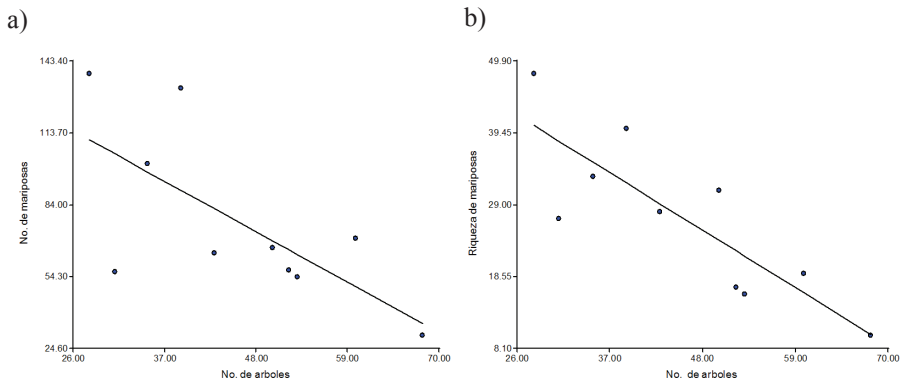 a)
b)
143.40
113.70
84.00
54.30
24.60
No. de mariposas
26.00 37.00 48.00 59.00 70.00
No. de arboles
49.90
39.45
29.00
18.55
8.10
Riqueza de mariposas
26.00 37.00 48.00 59.00 70.00
No. de arboles